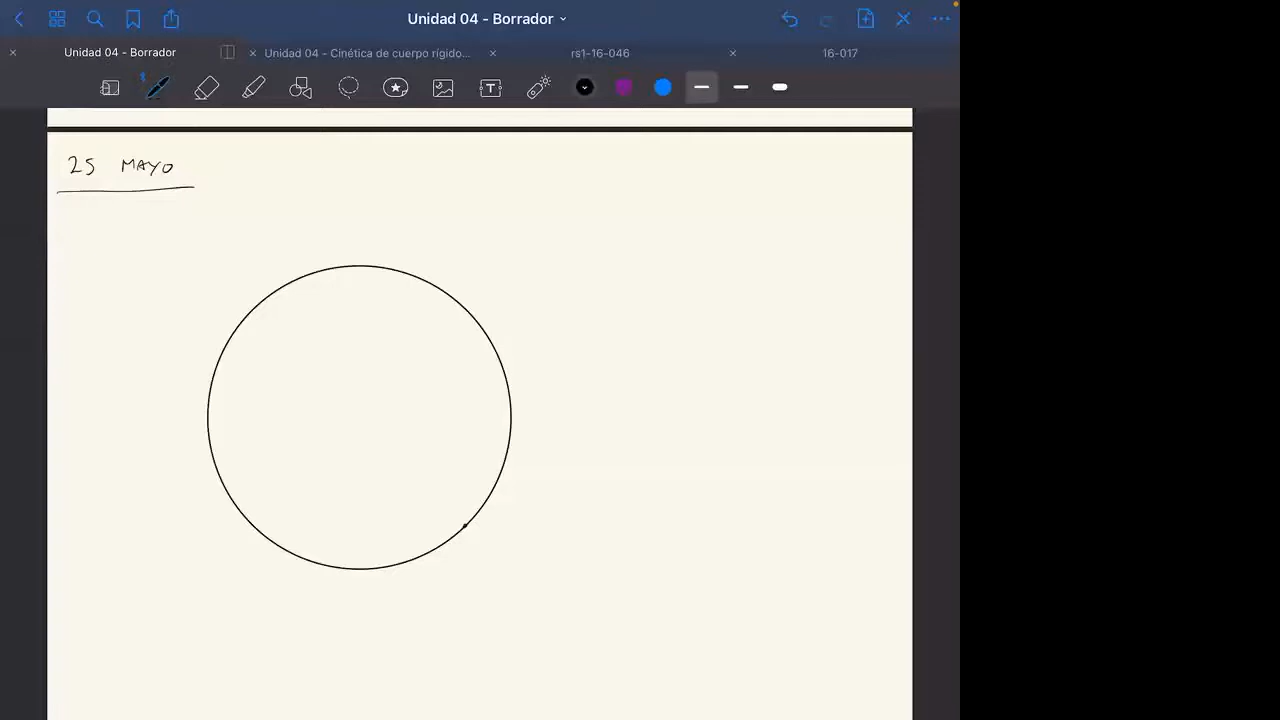 Unidad 04 - Borrador
Unidad 04 - Borrador
Unidad 04 - Cinética de cuerpo rígido...
rs1-16-046
16-017
T
25 MAYO